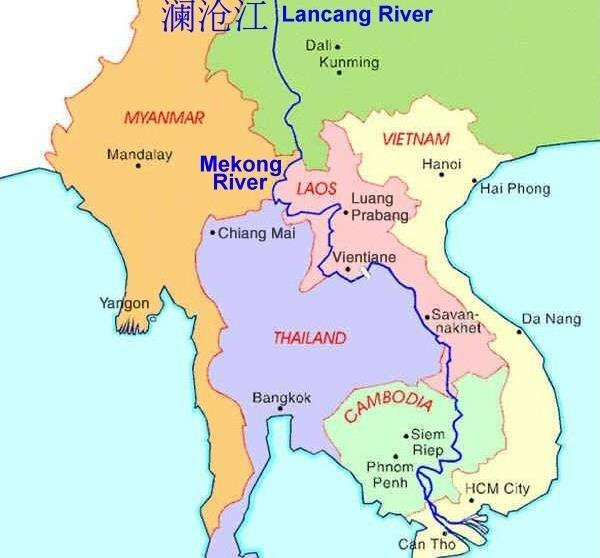 澜沧江 Lancang River
Dali
Kunming
MYANMAR
VIETNAM
Mandalay
Mekong
River
Hanoi
LAOS
Hai Phong
Luang
Prabang
Chiang Mai
Vientiane
Yangon
Savan-
nakhet
Da Nang
THAILAND
Bangkok
CAMBODIA
Siem
Riep
Phnom
Penh
HCM City
Can Tho